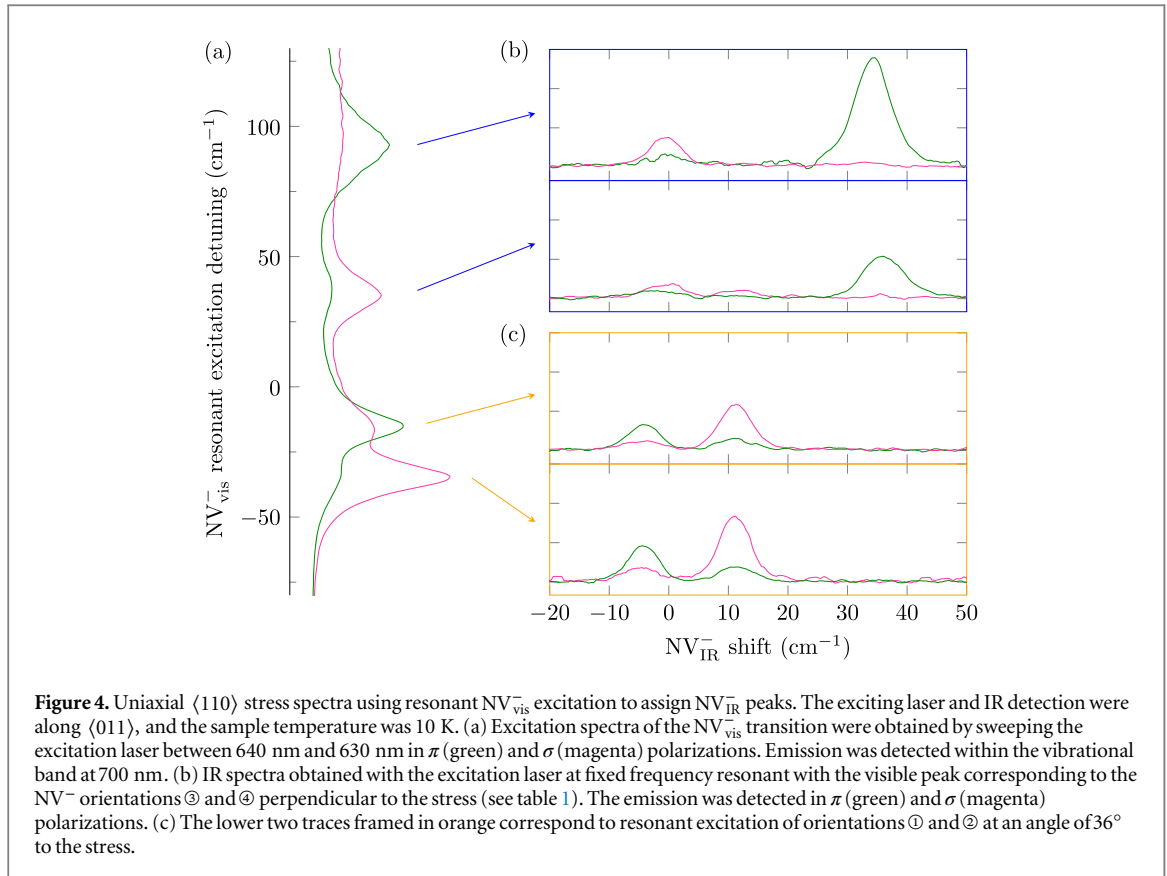 (a)
(b)
100
50
0
−50
NV⁻vis resonant excitation detuning (cm⁻¹)
(c)
−20 −10 0 10 20 30 40 50
NV⁻IR shift (cm⁻¹)
Figure 4. Uniaxial ⟨110⟩ stress spectra using resonant NV⁻vis excitation to assign NV⁻IR peaks. The exciting laser and IR detection were
along ⟨011⟩, and the sample temperature was 10 K. (a) Excitation spectra of the NV⁻vis transition were obtained by sweeping the
excitation laser between 640 nm and 630 nm in π (green) and σ (magenta) polarizations. Emission was detected within the vibrational
band at 700 nm. (b) IR spectra obtained with the excitation laser at fixed frequency resonant with the visible peak corresponding to the
NV⁻ orientations ③ and ④ perpendicular to the stress (see table 1). The emission was detected in π (green) and σ (magenta)
polarizations. (c) The lower two traces framed in orange correspond to resonant excitation of orientations ① and ② at an angle of 36°
to the stress.